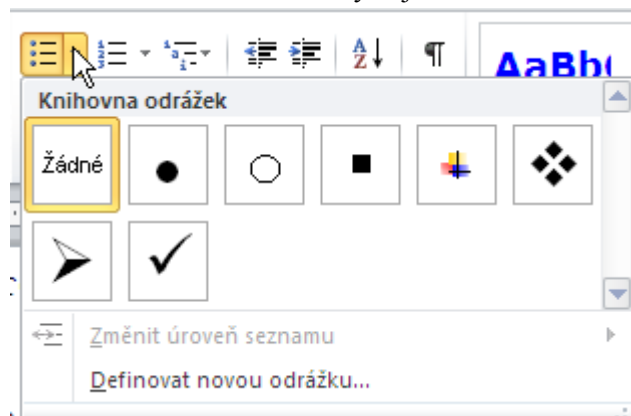 AaBb
Knihovna odrážek
Žádné
Změnit úroveň seznamu
Definovat novou odrážku...